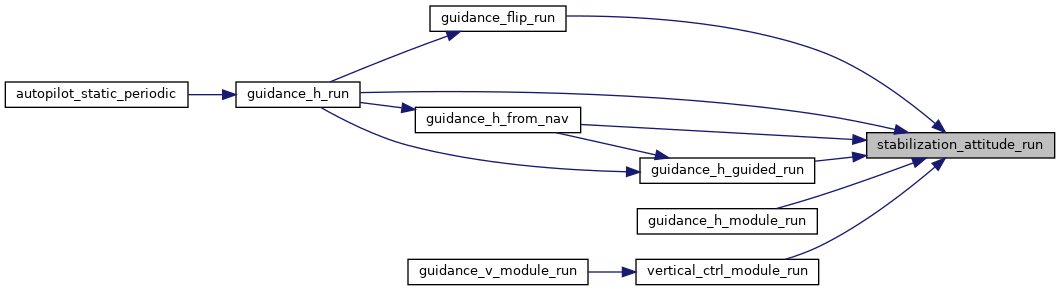 guidance_flip_run
autopilot_static_periodic
guidance_h_run
guidance_h_from_nav
stabilization_attitude_run
guidance_h_guided_run
guidance_h_module_run
guidance_v_module_run
vertical_ctrl_module_run